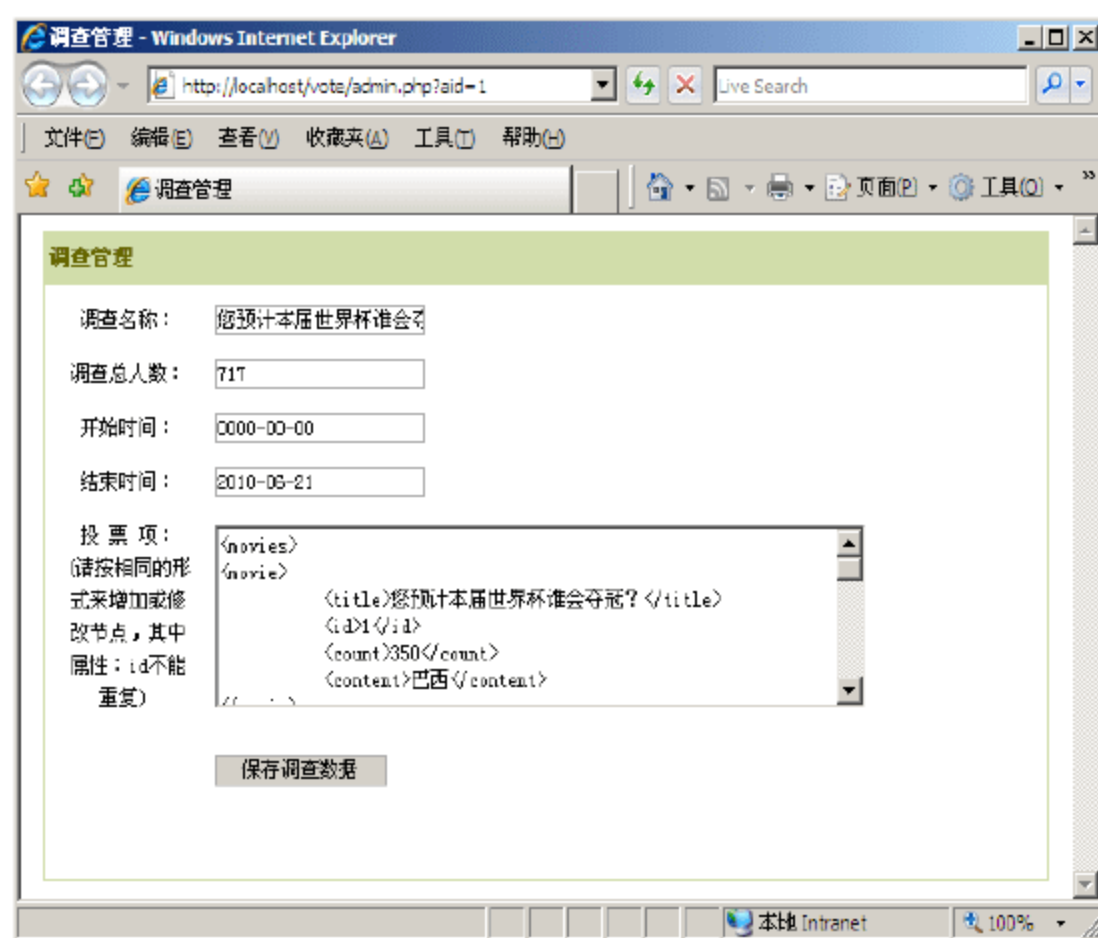 调查管理 - Windows Internet Explorer
http://localhost/vote/admin.php?aid=1
Live Search
文件(F) 编辑(E) 查看(V) 收藏夹(A) 工具(T) 帮助(H)
调查管理
页面(P) 工具(O) »
调查管理
调查名称: 您预计本届世界杯谁会夺
调查总人数: 717
开始时间: 0000-00-00
结束时间: 2010-06-21
投 票 项:
(请按相同的形
式来增加或修
改节点,其中
属性:id不能
重复)
<movies>
<movie>
<title>您预计本届世界杯谁会夺冠?</title>
<id>1</id>
<count>350</count>
<content>巴西</content>
保存调查数据
本地 Intranet
100%